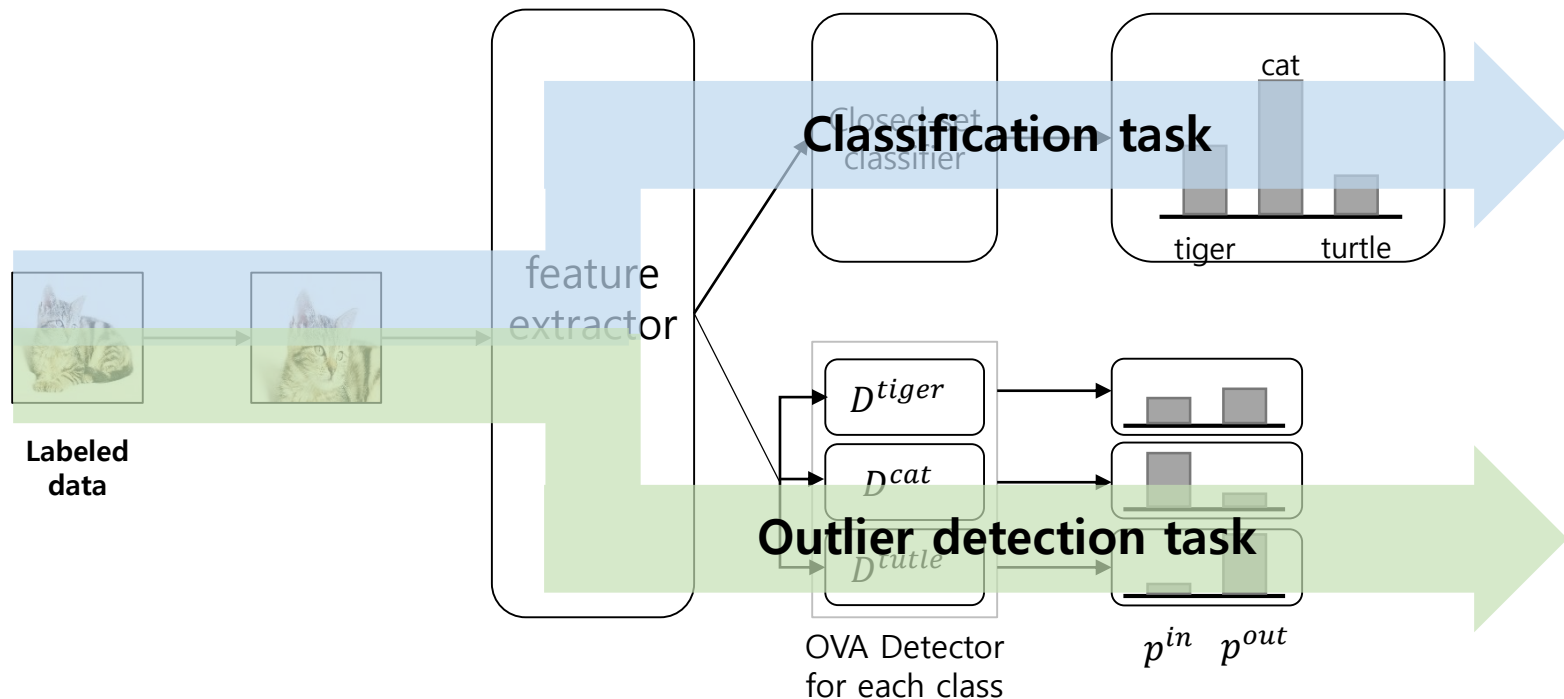 Labeled
data
feature
extractor
Closed-set
classifier
Classification task
cat
tiger
turtle
D^{tiger}
D^{cat}
D^{tutle}
Outlier detection task
OVA Detector
for each class
p^{in}
p^{out}